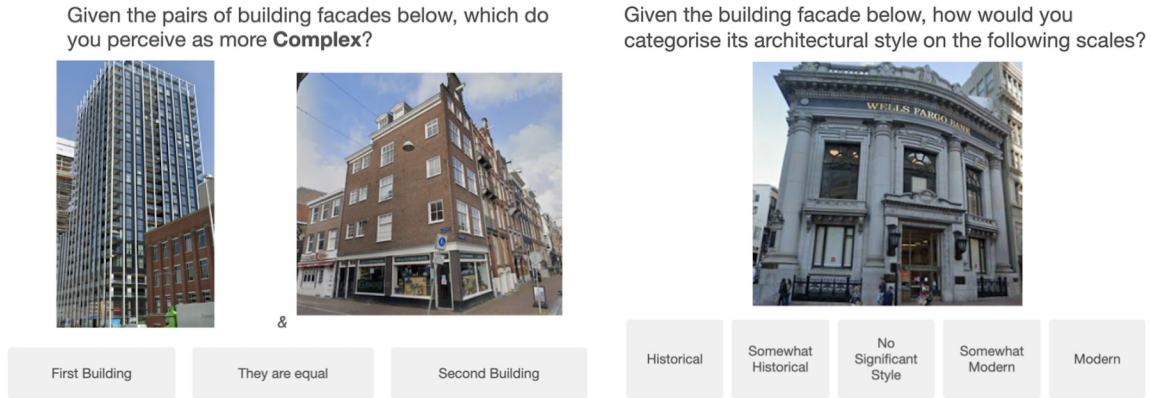 Given the pairs of building facades below, which do
you perceive as more Complex?
&
First Building
They are equal
Second Building
Given the building facade below, how would you
categorise its architectural style on the following scales?
WELLS FARGO BANK
Historical
Somewhat
Historical
No
Significant
Style
Somewhat
Modern
Modern